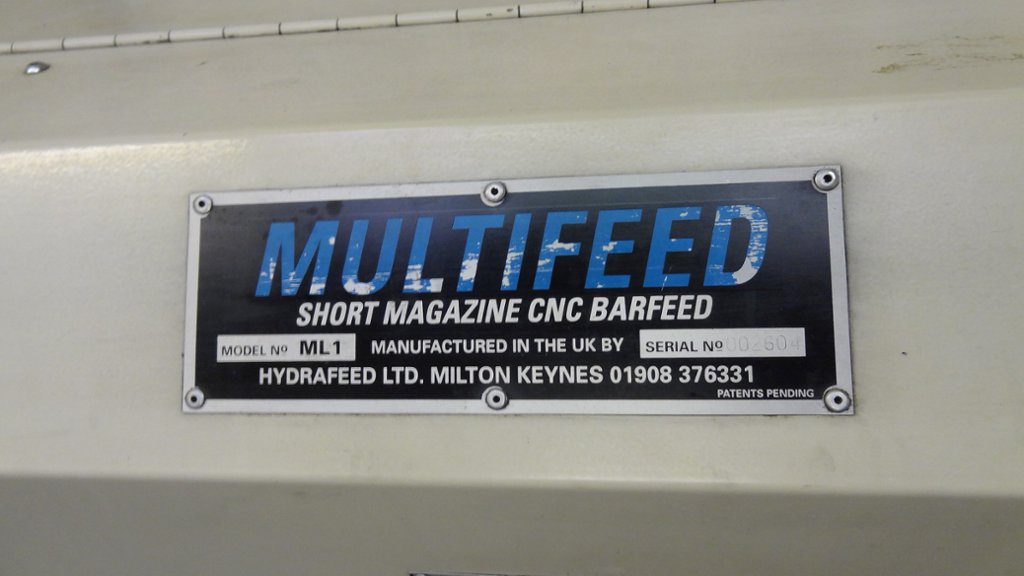 MULTIFEED
SHORT MAGAZINE CNC BARFEED
MODEL Nº ML1 MANUFACTURED IN THE UK BY SERIAL Nº 002604
HYDRAFEED LTD. MILTON KEYNES 01908 376331
PATENTS PENDING